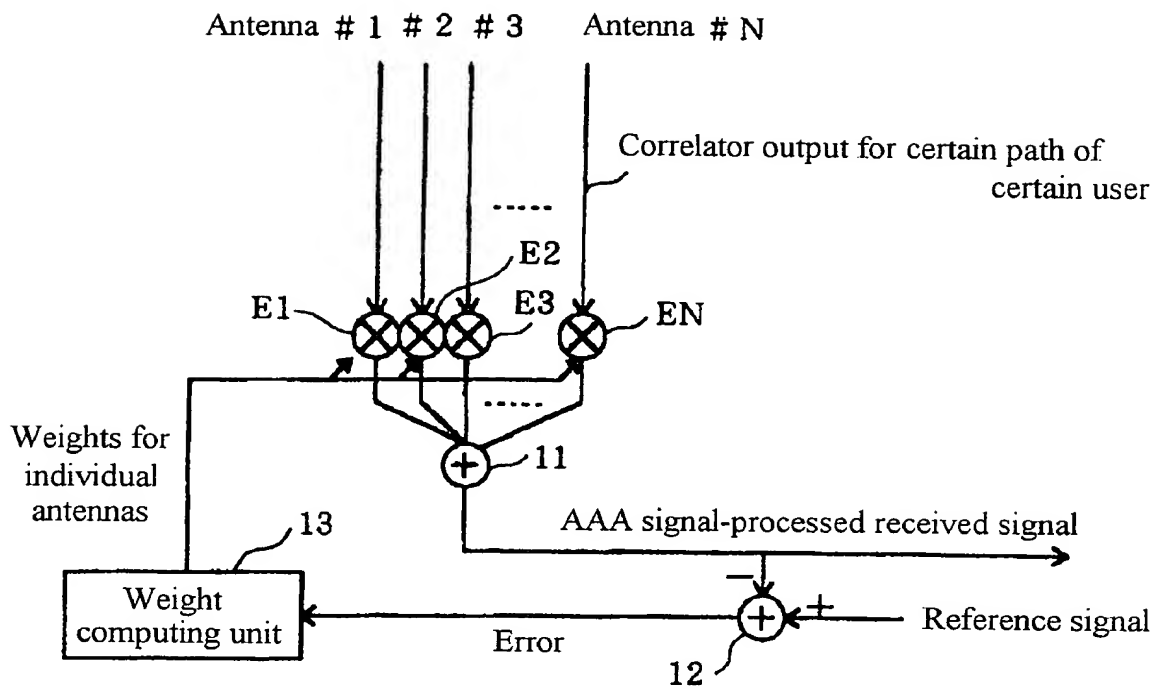 Antenna # 1 # 2 # 3 Antenna # N
Correlator output for certain path of
certain user
E1
E2
E3
EN
Weights for
individual
antennas
11
AAA signal-processed received signal
13
Weight
computing unit
Error
−
+
Reference signal
12